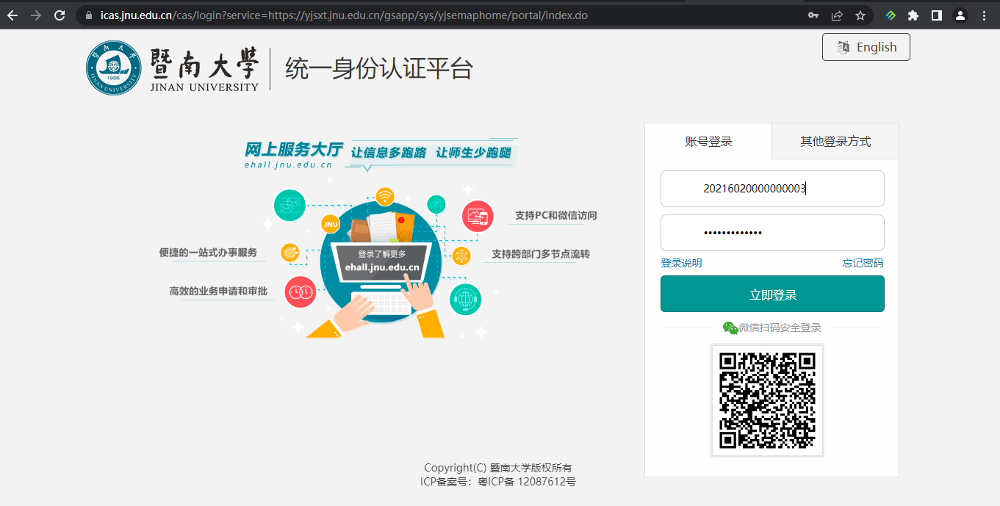 icas.jnu.edu.cn/cas/login?service=https://yjsxt.jnu.edu.cn/gsapp/sys/yjsemaphome/portal/index.do
English
暨南大学
JINAN UNIVERSITY
统一身份认证平台
暨南大学
1906
JINAN UNIVERSITY
网上服务大厅
ehall.jnu.edu.cn
让信息多跑路 让师生少跑腿
JNU
支持PC和微信访问
便捷的一站式办事服务
支持跨部门多节点流转
登录了解更多
ehall.jnu.edu.cn
高效的业务申请和审批
账号登录
其他登录方式
20216020000000003
•••••••••••••
登录说明
忘记密码
立即登录
微信扫码安全登录
Copyright(C) 暨南大学版权所有
ICP备案号：粤ICP备 12087612号